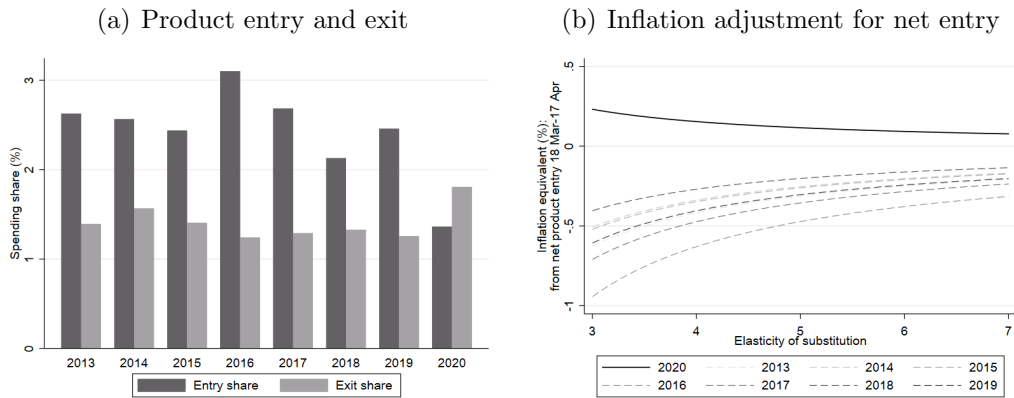 (a) Product entry and exit
Spending share (%)
3
2
1
0
2013 2014 2015 2016 2017 2018 2019 2020
Entry share Exit share
(b) Inflation adjustment for net entry
Inflation equivalent (%):
from net product entry 18 Mar-17 Apr
.5
0
-.5
-1
3 4 5 6 7
Elasticity of substitution
2020 2013 2014 2015
2016 2017 2018 2019